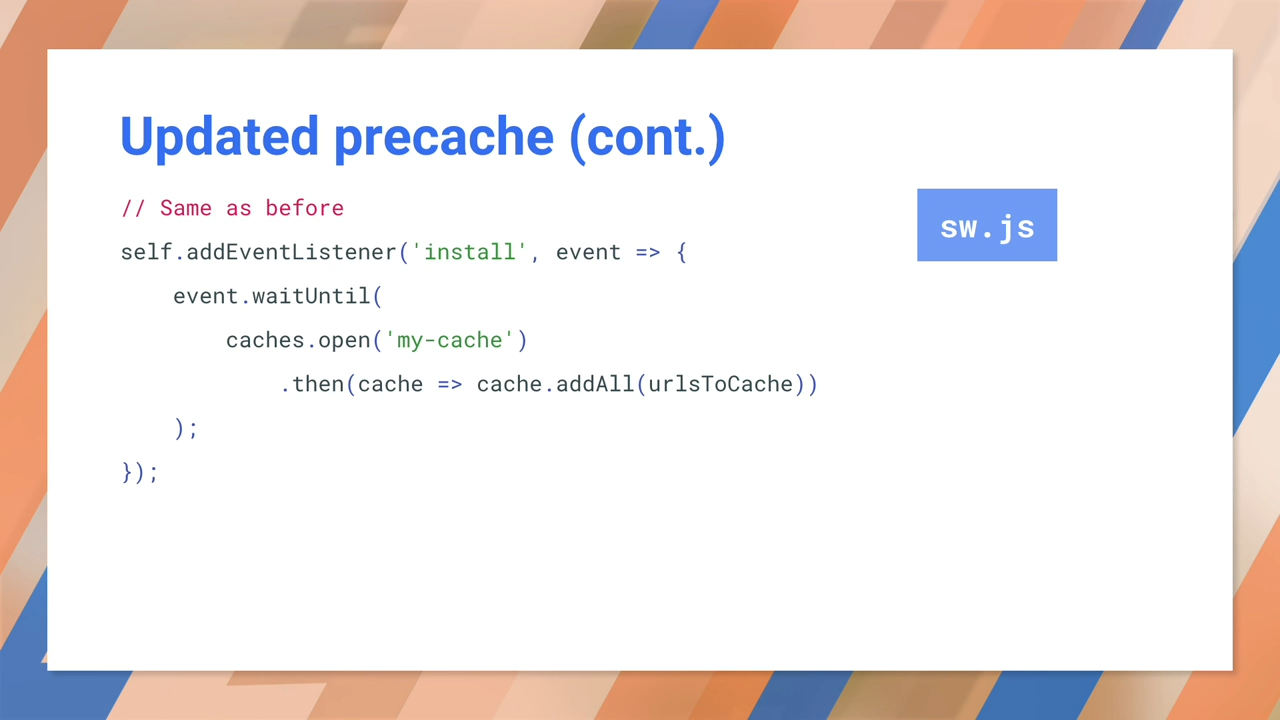 Updated precache (cont.)
// Same as before
sw.js
self.addEventListener('install', event => {
    event.waitUntil(
        caches.open('my-cache')
            .then(cache => cache.addAll(urlsToCache))
    );
});